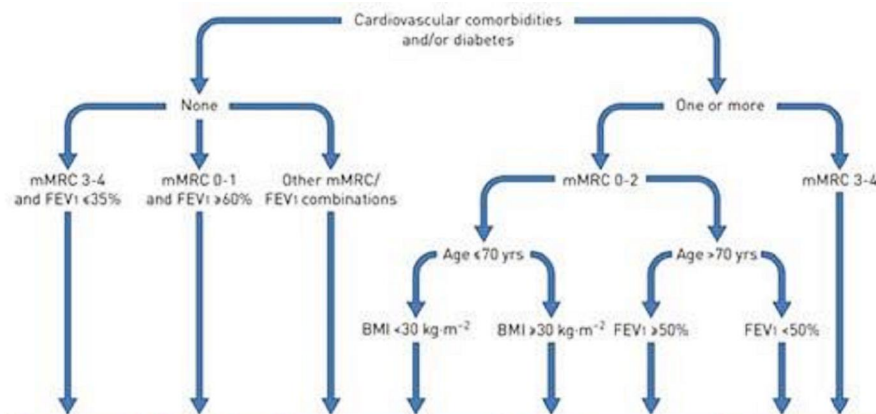 Cardiovascular comorbidities
and/or diabetes
None
One or more
mMRC 3-4
and FEV1 ≤35%
mMRC 0-1
and FEV1 ≥60%
Other mMRC/
FEV1 combinations
mMRC 0-2
mMRC 3-4
Age ≤70 yrs
Age >70 yrs
BMI <30 kg·m⁻²
BMI ≥30 kg·m⁻²
FEV1 ≥50%
FEV1 <50%